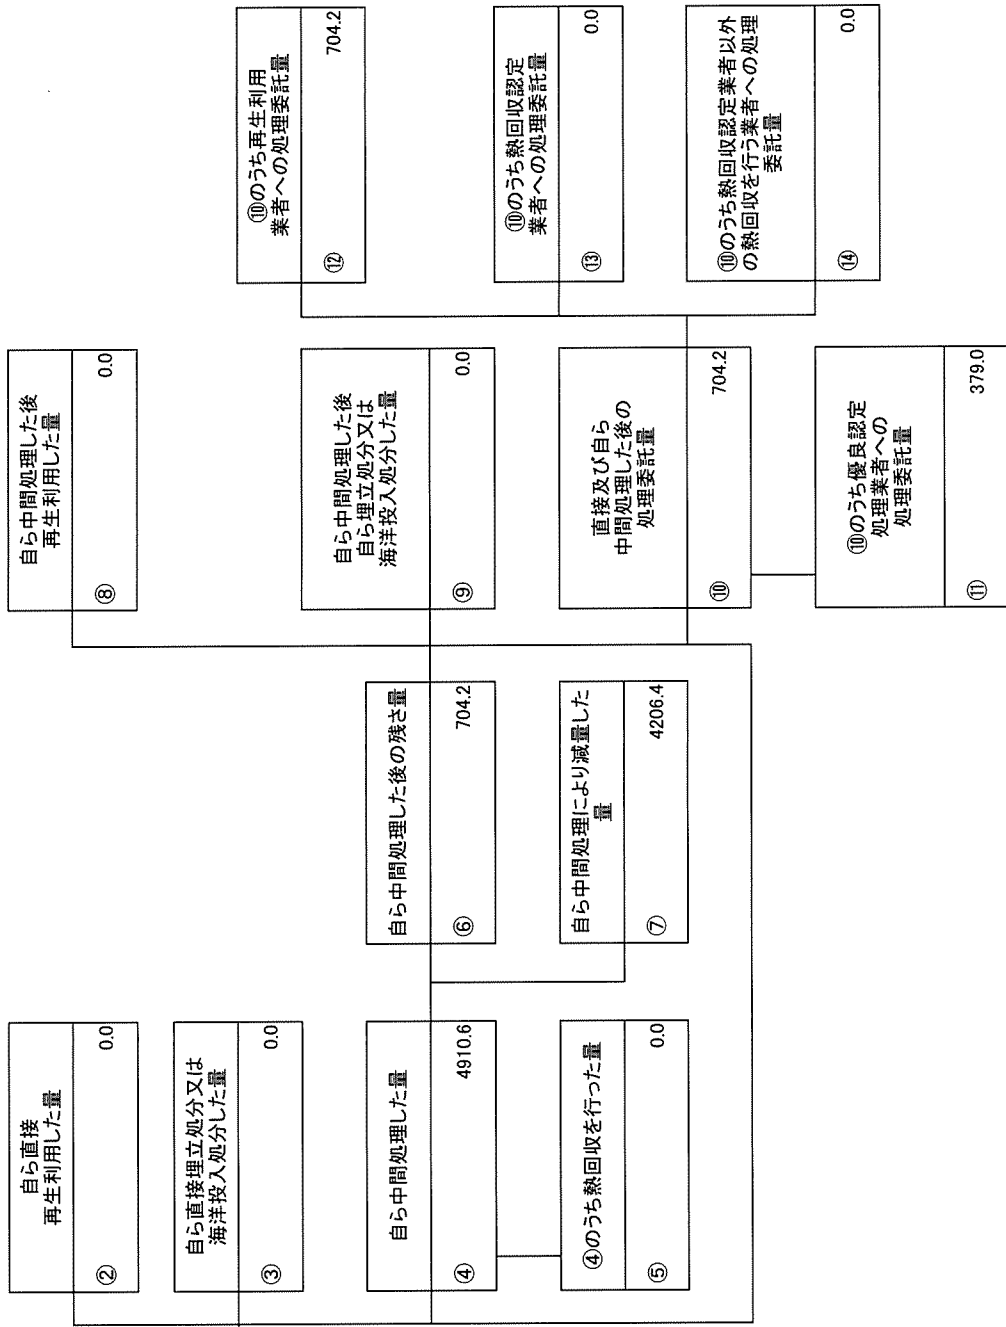 自ら直接
再生利用した量
② 0.0
自ら直接埋立処分又は
海洋投入処分した量
③ 0.0
自ら中間処理した量
④ 4910.6
④のうち熱回収を行った量
⑤ 0.0
自ら中間処理した後の残さ量
⑥ 704.2
自ら中間処理により減量した
量
⑦ 4206.4
自ら中間処理した後
再生利用した量
⑧ 0.0
自ら中間処理した後
自ら埋立処分又は
海洋投入処分した量
⑨ 0.0
直接及び自ら
中間処理した後の
処理委託量
⑩ 704.2
⑩のうち優良認定
処理業者への
処理委託量
⑪ 379.0
⑩のうち再生利用
業者への処理委託量
⑫ 704.2
⑩のうち熱回収認定
業者への処理委託量
⑬ 0.0
⑩のうち熱回収認定業者以外
の熱回収を行う業者への処理
委託量
⑭ 0.0